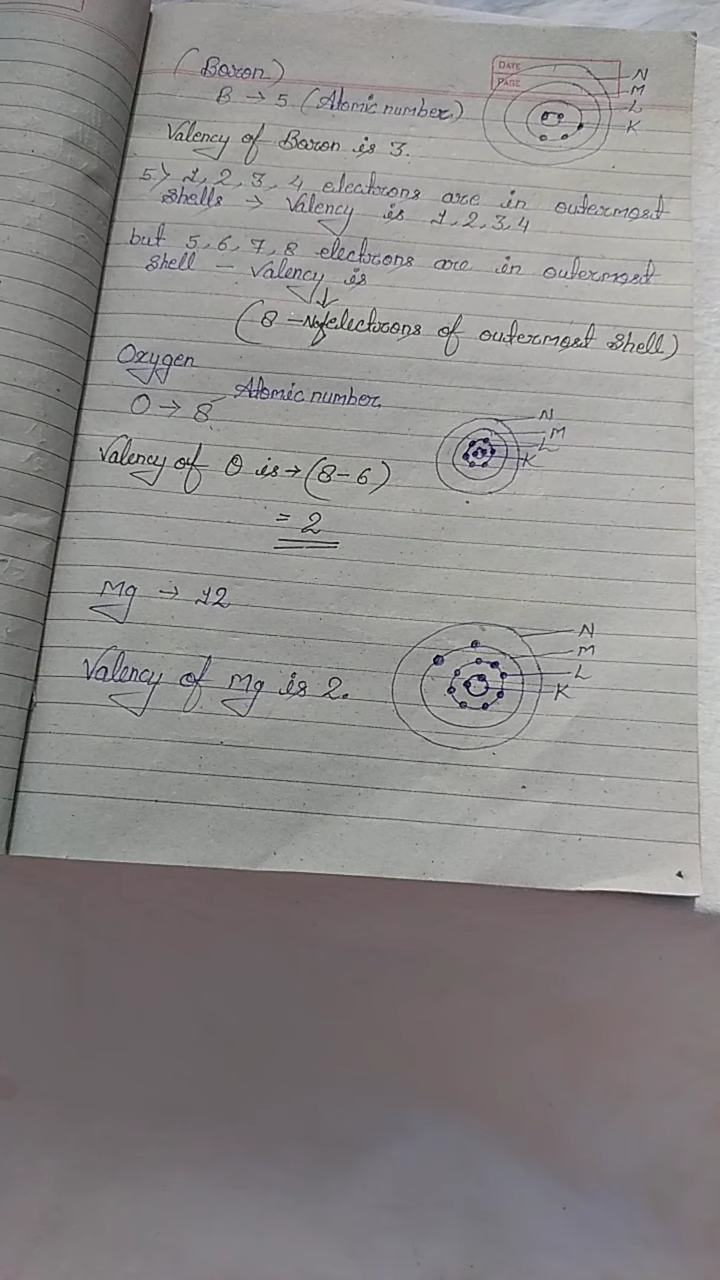 DATE
PAGE
(Baron)
B → 5 (Atomic number)
Valency of Baron is 3.
N
M
L
K
5) 1, 2, 3, 4 electrons are in outermost
shells → Valency is 1, 2, 3, 4
but 5, 6, 7, 8 electrons are in outermost
shell - Valency is
(8 - No of electrons of outermost shell)
Oxygen
O → 8 Atomic number
Valency of O is → (8-6)
= 2
N
M
L
K
Mg → 12
Valency of Mg is 2.
N
M
L
K